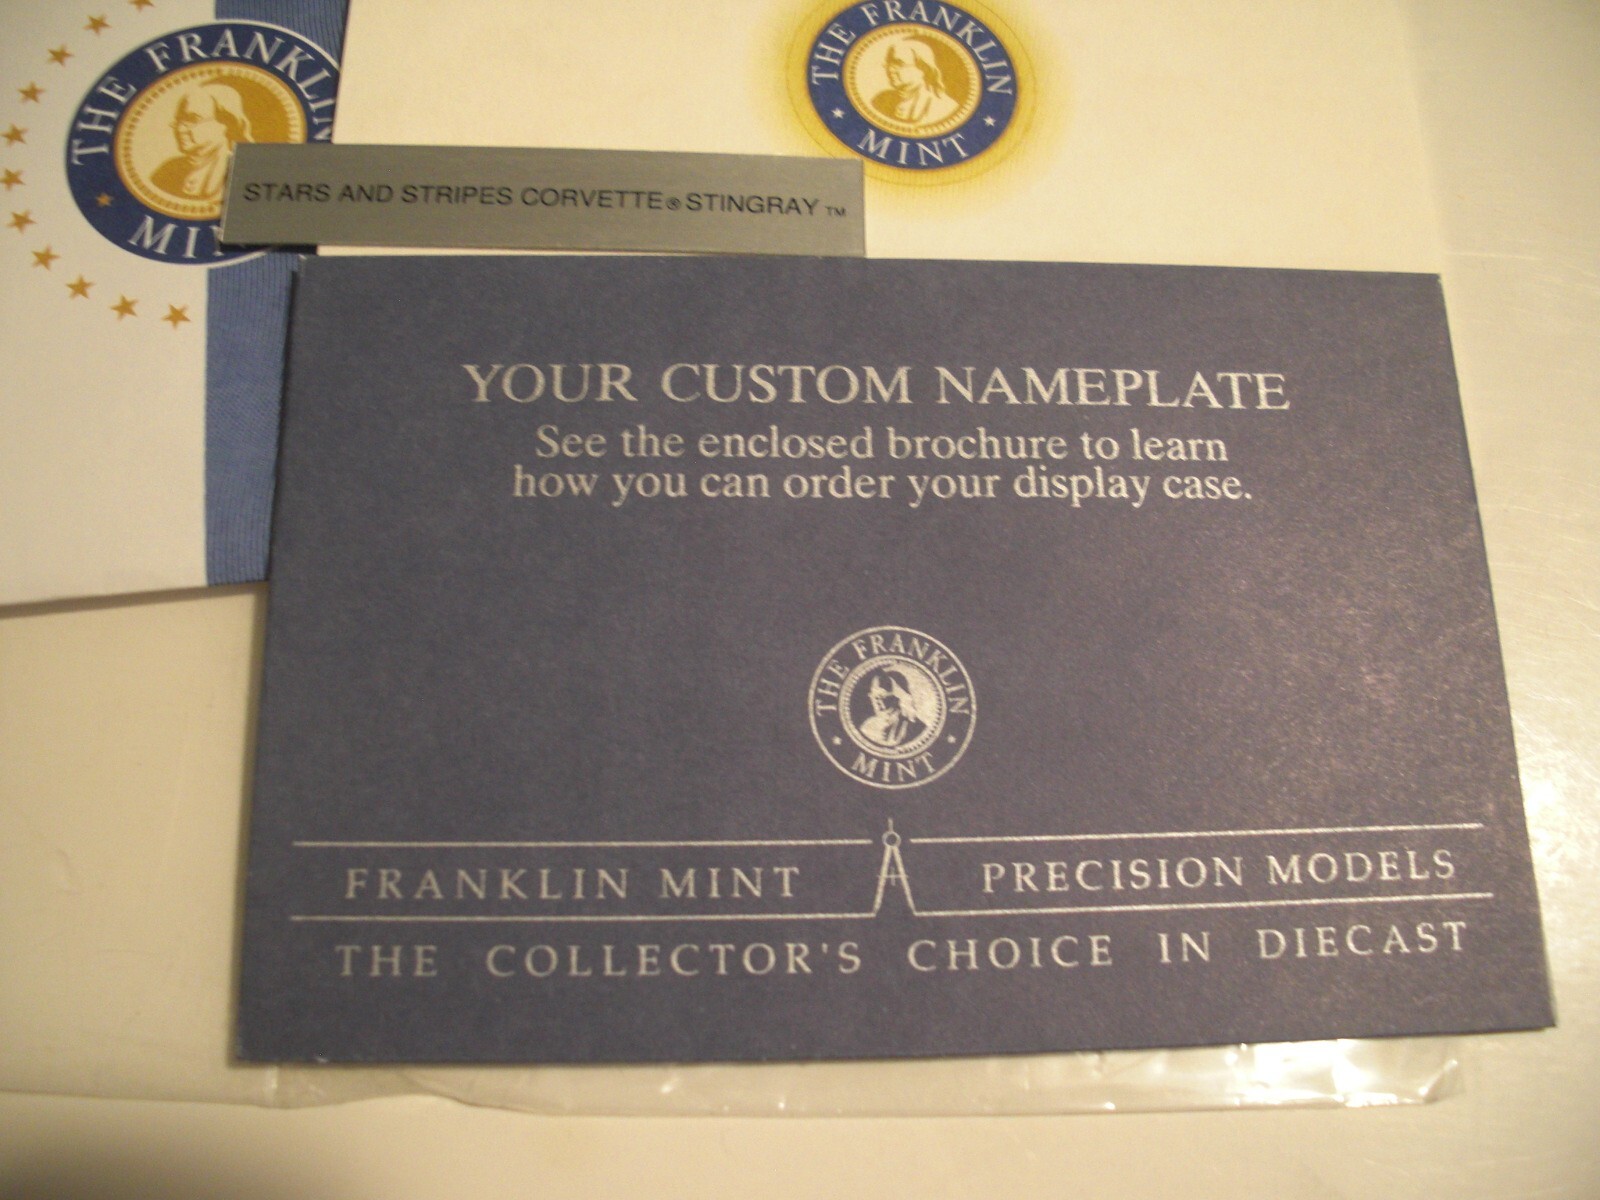 THE FRANKLIN
MINT
THE FRANKLIN
MINT
STARS AND STRIPES CORVETTE® STINGRAY™
YOUR CUSTOM NAMEPLATE
See the enclosed brochure to learn
how you can order your display case.
THE FRANKLIN
MINT
FRANKLIN MINT PRECISION MODELS
THE COLLECTOR'S CHOICE IN DIECAST